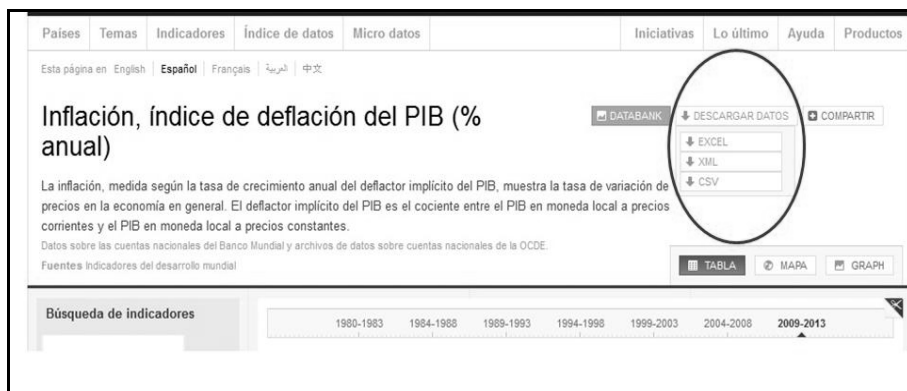 Países Temas Indicadores Índice de datos Micro datos Iniciativas Lo último Ayuda Productos
Esta página en English Español Français العربية 中文
Inflación, índice de deflación del PIB (%
anual)
DATABANK DESCARGAR DATOS COMPARTIR
EXCEL
XML
CSV
La inflación, medida según la tasa de crecimiento anual del deflactor implícito del PIB, muestra la tasa de variación de
precios en la economía en general. El deflactor implícito del PIB es el cociente entre el PIB en moneda local a precios
corrientes y el PIB en moneda local a precios constantes.
Datos sobre las cuentas nacionales del Banco Mundial y archivos de datos sobre cuentas nacionales de la OCDE.
Fuentes Indicadores del desarrollo mundial
TABLA MAPA GRAPH
Búsqueda de indicadores
1980-1983 1984-1988 1989-1993 1994-1998 1999-2003 2004-2008 2009-2013